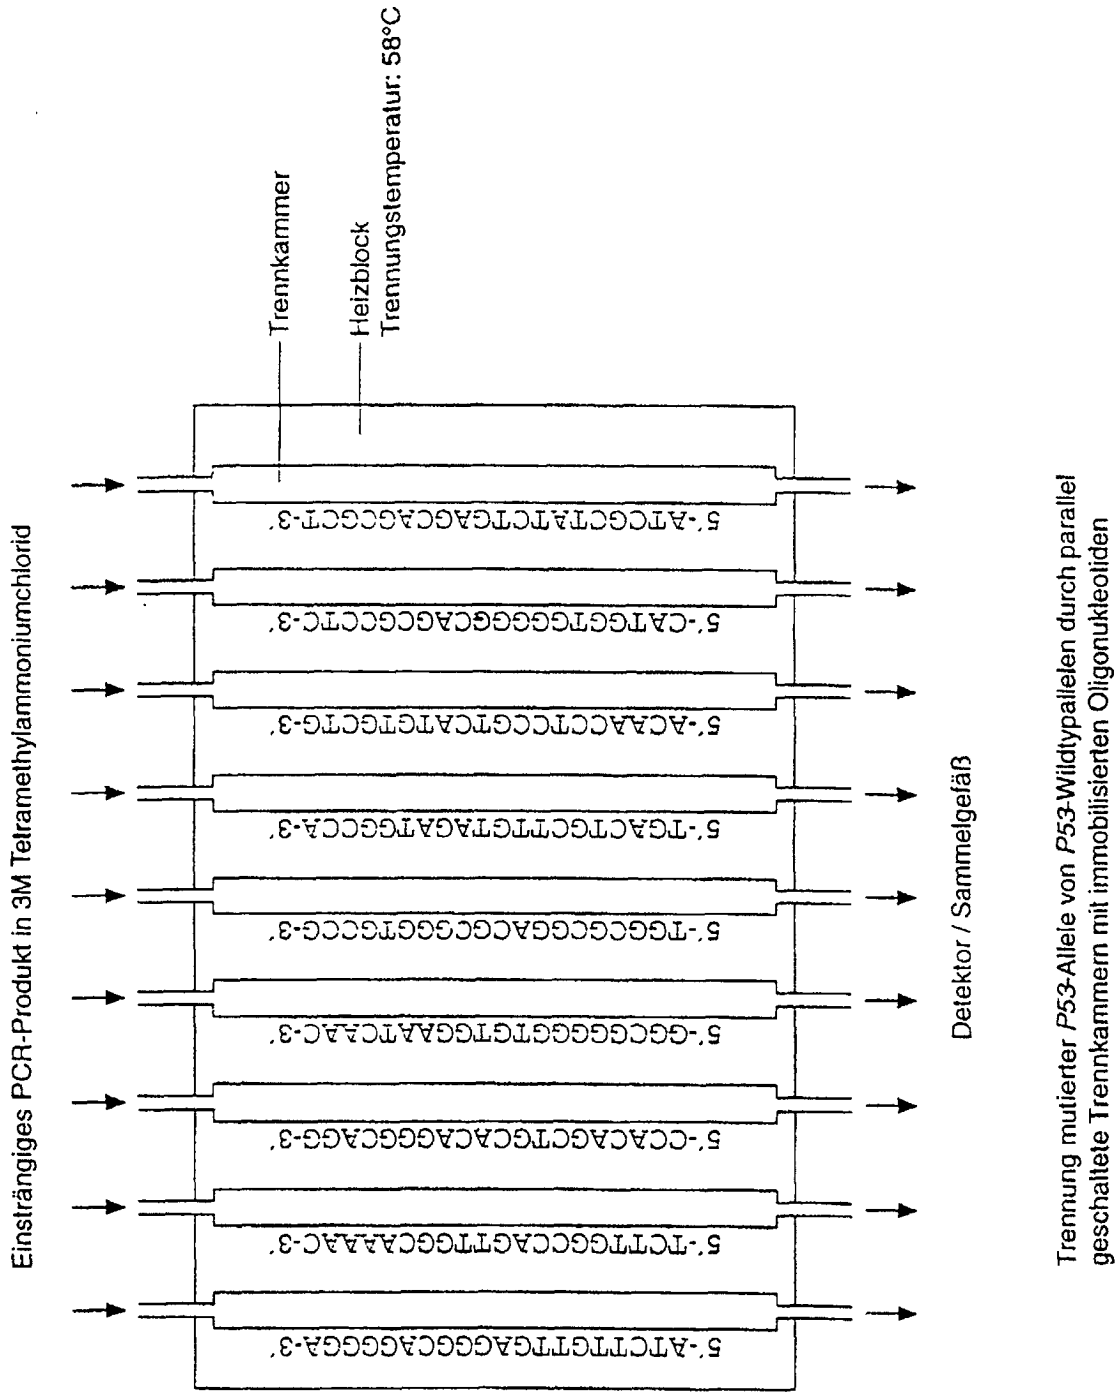 Einsträngiges PCR-Produkt in 3M Tetramethylammoniumchlorid
5´-ATCTTGTTGAGGGCAGGGGA-3´
5´-TCTTGGCCAGTTGGCAAAAC-3´
5´-CCACAGCTGCACAGGGCAGG-3´
5´-GGCGGGGGTGTGGAATCAAC-3´
5´-TGGCGCGGACGCGGGTGCCG-3´
5´-TGACTGCTTGTAGATGGCCA-3´
5´-ACAACCTCCGTCATGTGCTG-3´
5´-CATGGTGGGGGCAGCGCCTC-3´
5´-ATCGCTATCTGAGCAGCGCT-3´
Trennkammer
Heizblock
Trennungstemperatur: 58°C
Detektor / Sammelgefäß
Trennung mutierter P53-Allele von P53-Wildtypallelen durch parallel
geschaltete Trennkammern mit immobilisierten Oligonukleotiden